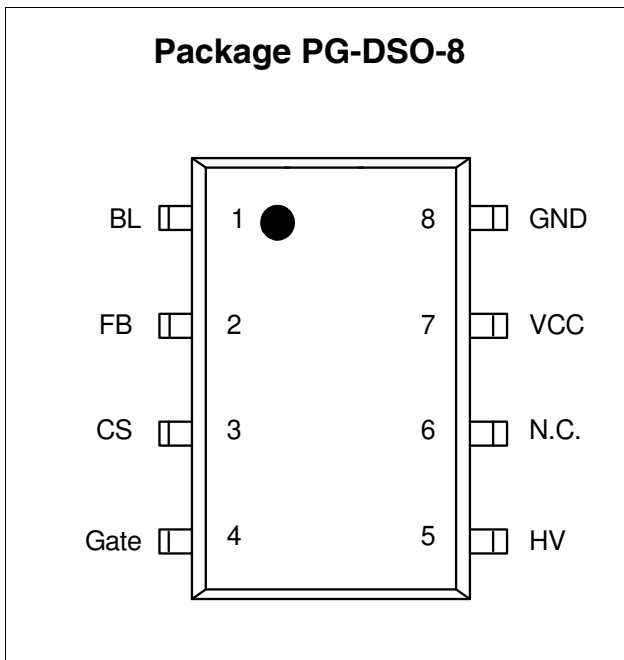 Package PG-DSO-8
BL 1 8 GND
FB 2 7 VCC
CS 3 6 N.C.
Gate 4 5 HV